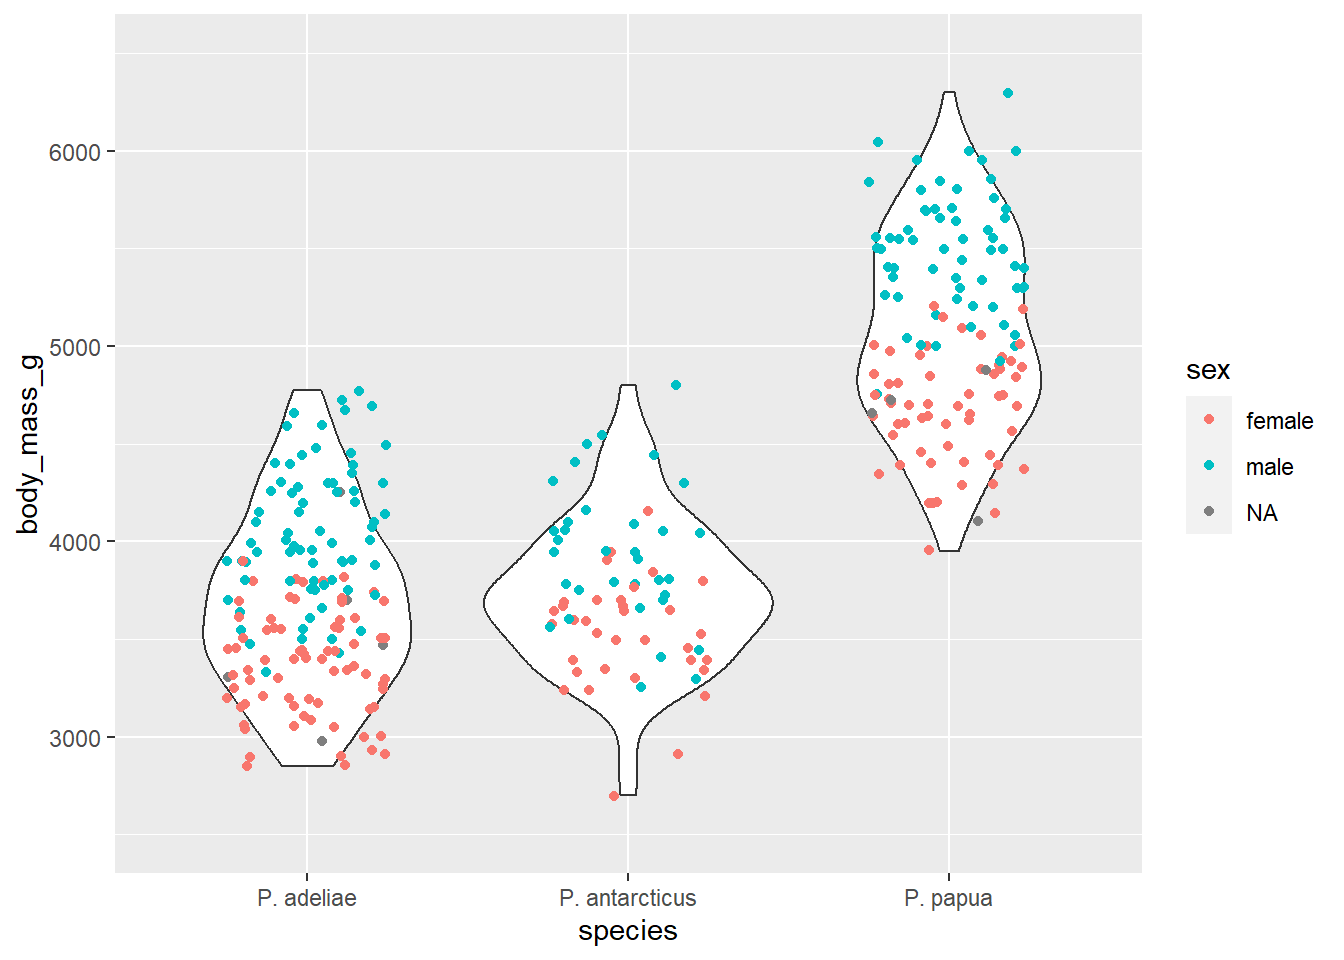 body_mass_g
6000
5000
4000
3000
P. adeliae
P. antarcticus
P. papua
species
sex
female
male
NA